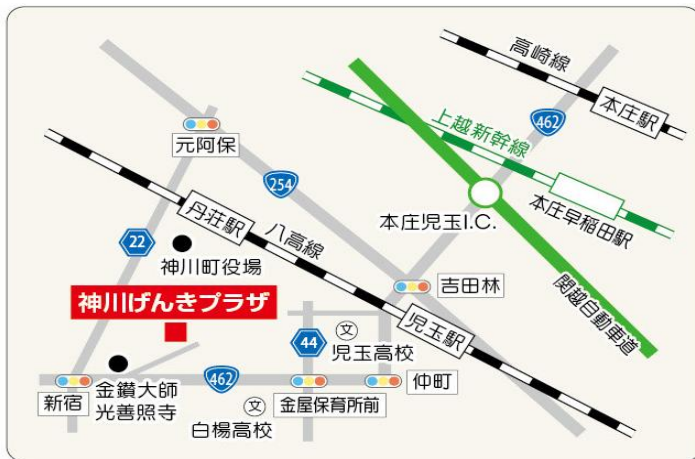 高崎線
本庄駅
462
上越新幹線
元阿保
254
本庄早稲田駅
本庄児玉I.C.
丹荘駅
八高線
22
神川町役場
関越自動車道
吉田林
神川げんきプラザ
児玉駅
文
児玉高校
44
462
金鑚大師
光善照寺
新宿
文
白楊高校
金屋保育所前
仲町